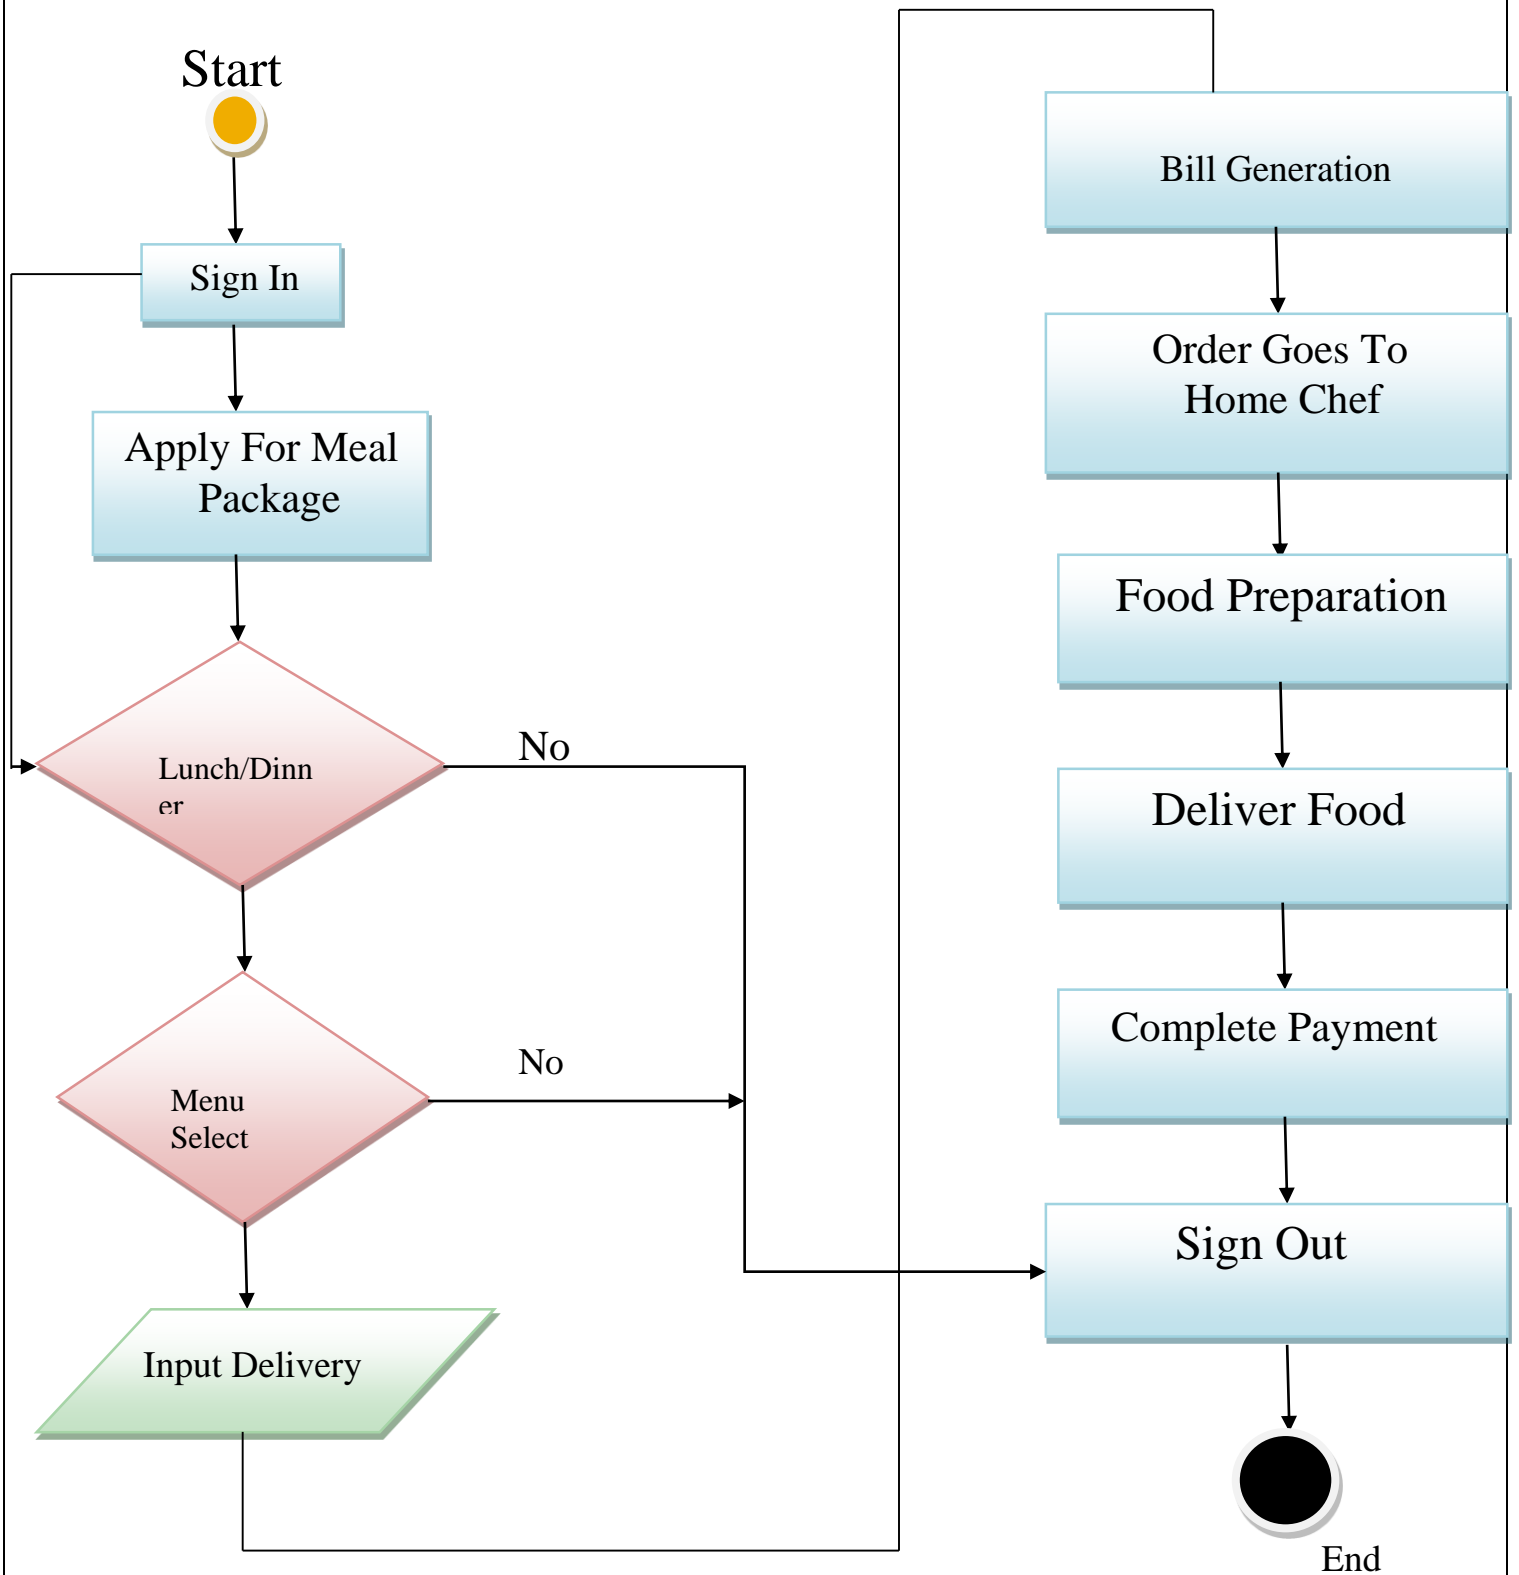 Start
Sign In
Apply For Meal
Package
Lunch/Dinn
er
No
Menu
Select
No
Input Delivery
Bill Generation
Order Goes To
Home Chef
Food Preparation
Deliver Food
Complete Payment
Sign Out
End